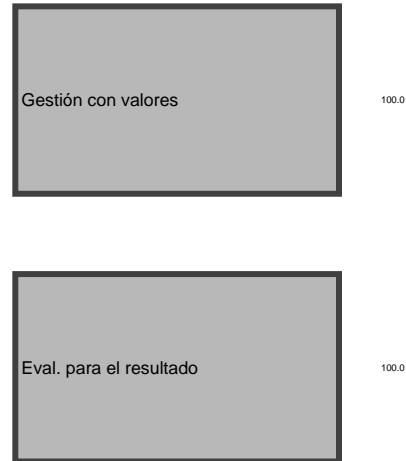 Gestión con valores
100.0
Eval. para el resultado
100.0